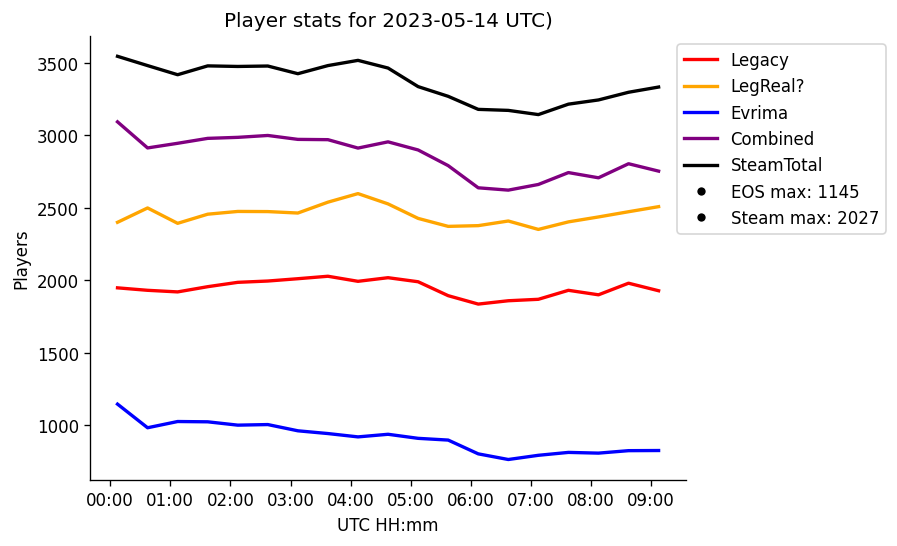 Player stats for 2023-05-14 UTC)
3500
3000
2500
2000
1500
1000
Players
00:00 01:00 02:00 03:00 04:00 05:00 06:00 07:00 08:00 09:00
UTC HH:mm
Legacy
LegReal?
Evrima
Combined
SteamTotal
EOS max: 1145
Steam max: 2027